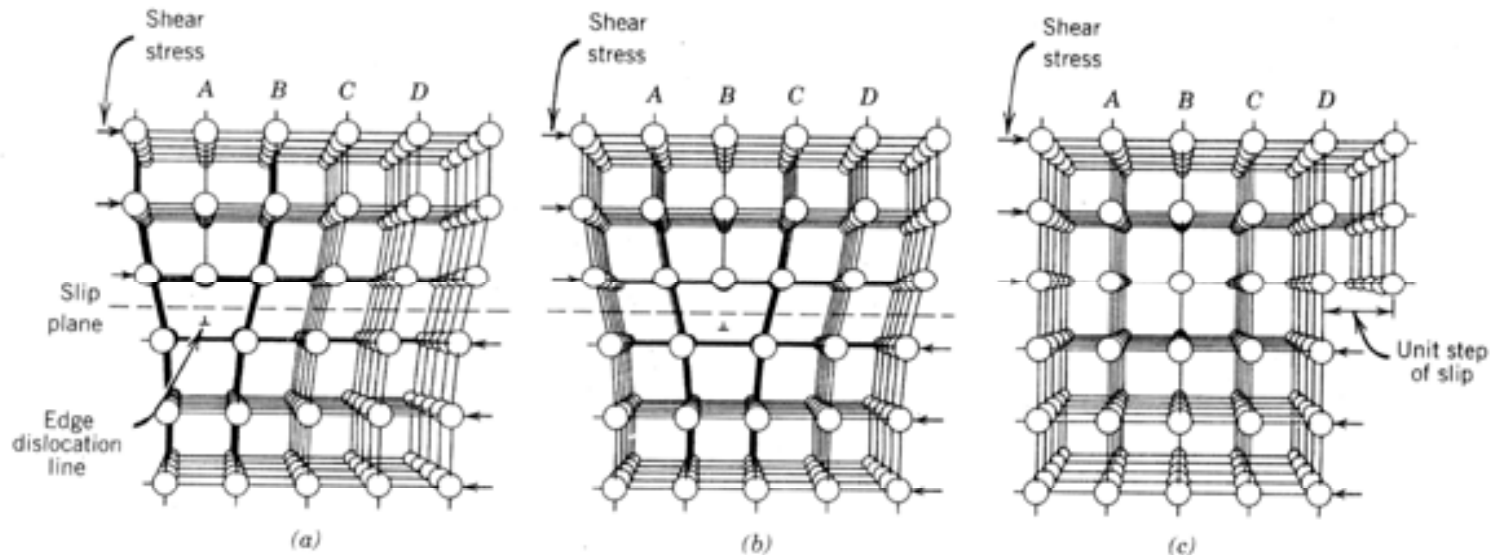 Shear
stress
A B C D
Slip
plane
Edge
dislocation
line
(a)
Shear
stress
A B C D
(b)
Shear
stress
A B C D
Unit step
of slip
(c)